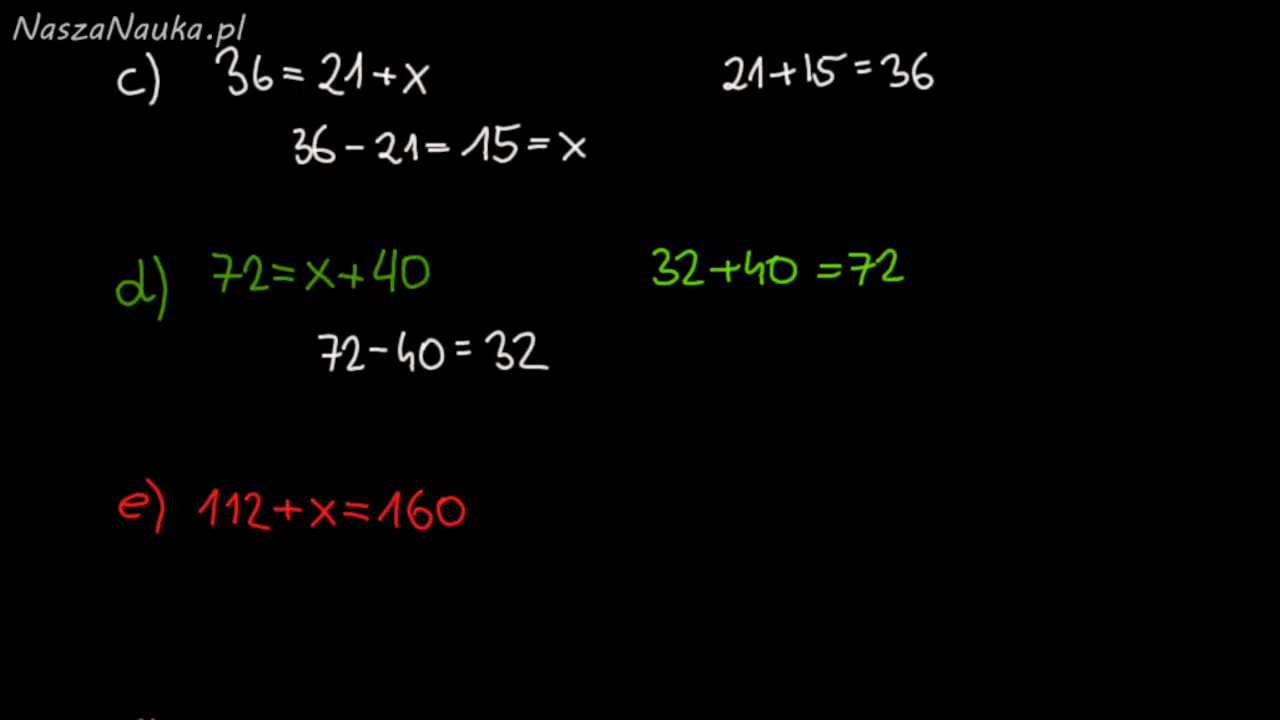 NaszaNauka.pl
c) 36 = 21 + x 21 + 15 = 36
36 - 21 = 15 = x
d) 72 = x + 40 32 + 40 = 72
72 - 40 = 32
e) 112 + x = 160